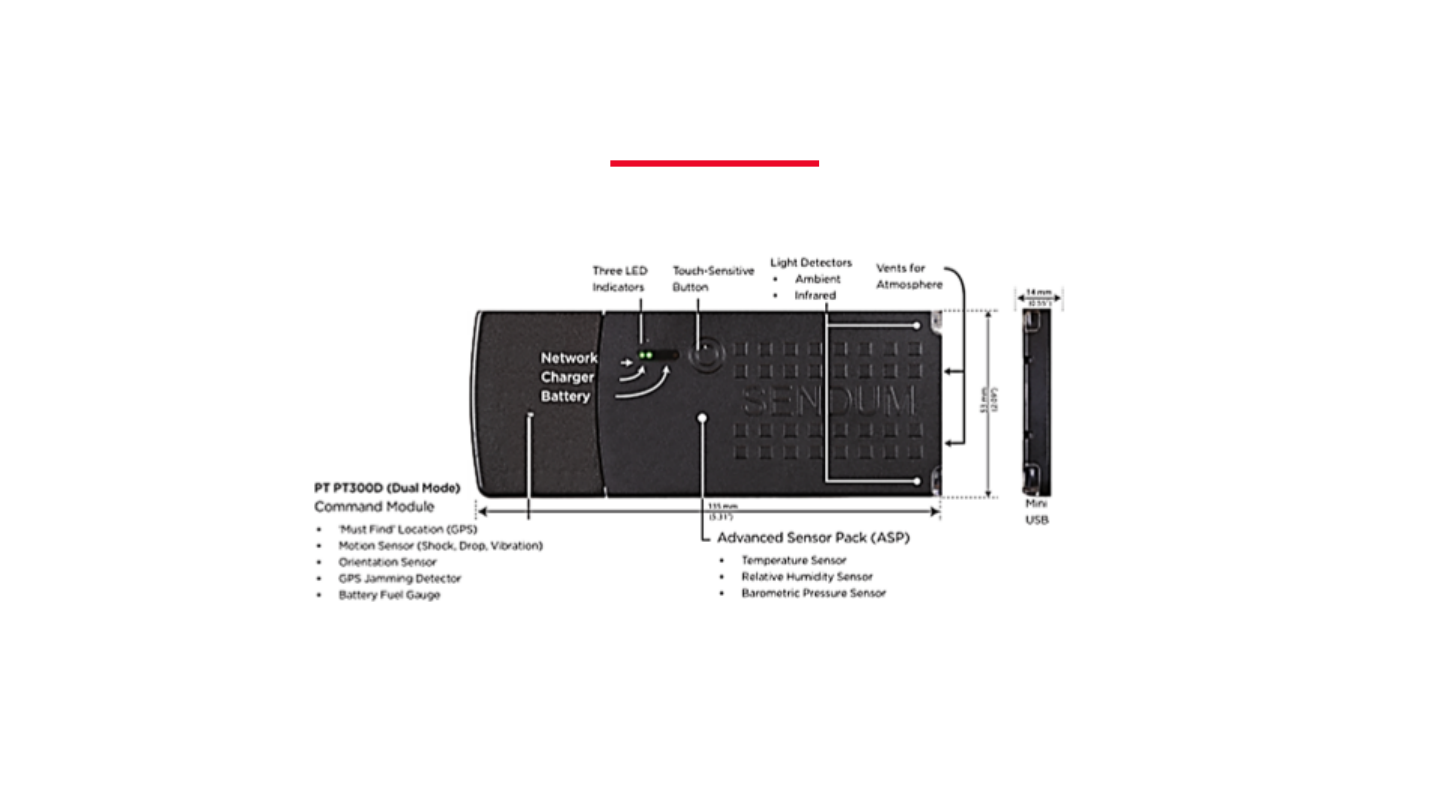 Three LED
Indicators
Touch-Sensitive
Button
Light Detectors
• Ambient
• Infrared
Vents for
Atmosphere
14 mm
(0.55")
Network
Charger
Battery
SENDUM
53 mm
(2.09")
PT PT300D (Dual Mode)
Command Module
• 'Must Find' Location (GPS)
• Motion Sensor (Shock, Drop, Vibration)
• Orientation Sensor
• GPS Jamming Detector
• Battery Fuel Gauge
135 mm
(5.31")
Advanced Sensor Pack (ASP)
• Temperature Sensor
• Relative Humidity Sensor
• Barometric Pressure Sensor
Mini
USB